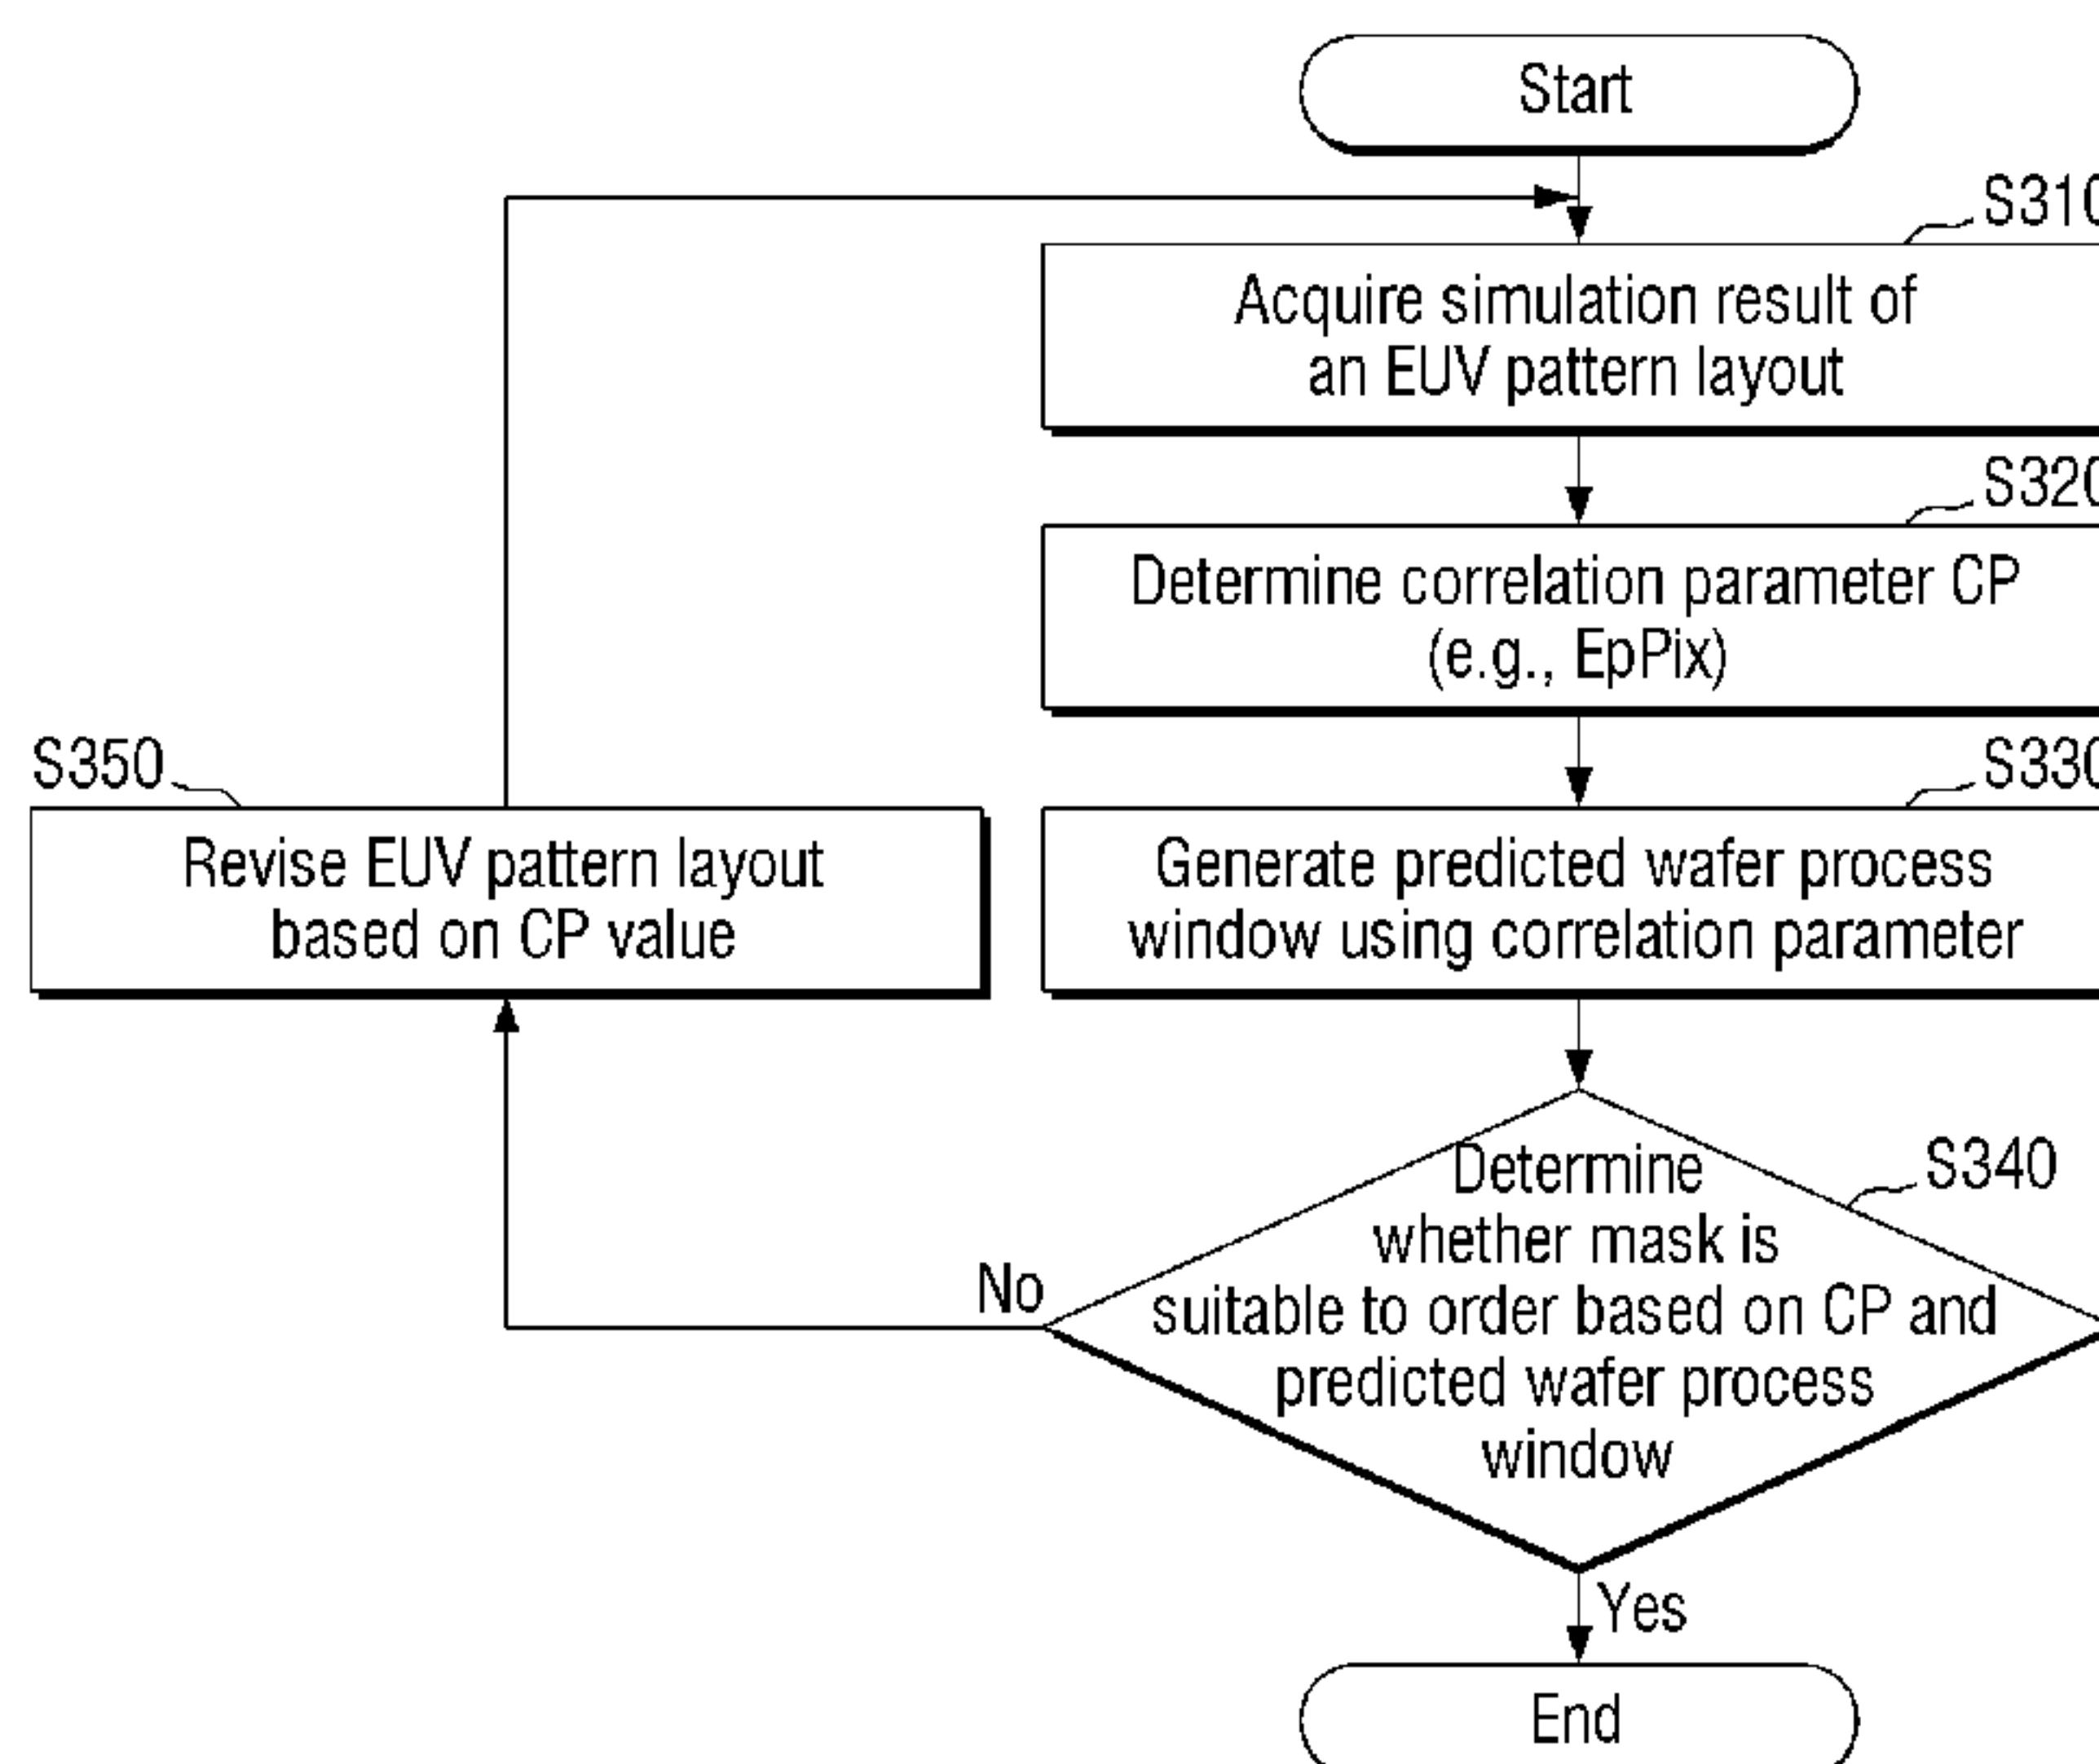 Start
S310
Acquire simulation result of
an EUV pattern layout
S320
Determine correlation parameter CP
(e.g., EpPix)
S330
Generate predicted wafer process
window using correlation parameter
S350
Revise EUV pattern layout
based on CP value
S340
Determine
whether mask is
suitable to order based on CP and
predicted wafer process
window
No
Yes
End